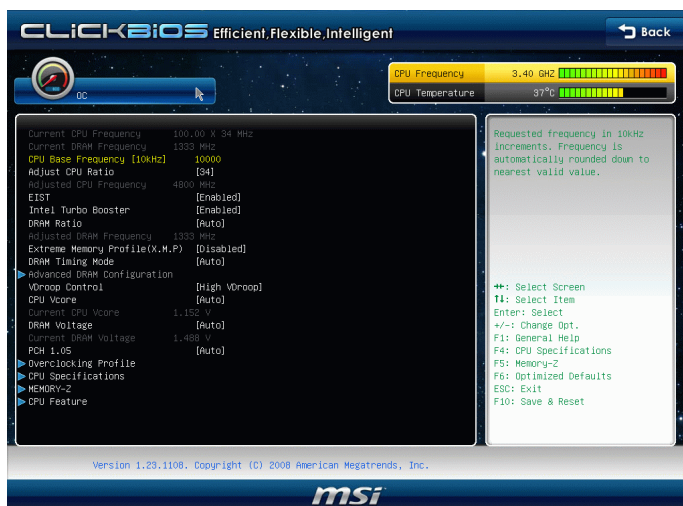 CLiCKBiOS Efficient,Flexible,Intelligent
Back
OC
CPU Frequency 3.40 GHZ
CPU Temperature 37°C
Current CPU Frequency 100.00 X 34 MHz
Current DRAM Frequency 1333 MHz
CPU Base Frequency [10kHz] 10000
Adjust CPU Ratio [34]
Adjusted CPU Frequency 4800 MHz
EIST [Enabled]
Intel Turbo Booster [Enabled]
DRAM Ratio [Auto]
Adjusted DRAM Frequency 1333 MHz
Extreme Memory Profile(X.M.P) [Disabled]
DRAM Timing Mode [Auto]
Advanced DRAM Configuration
VDroop Control [High VDroop]
CPU Vcore [Auto]
Current CPU Vcore 1.152 V
DRAM Voltage [Auto]
Current DRAM Voltage 1.488 V
PCH 1.05 [Auto]
Overclocking Profile
CPU Specifications
MEMORY-Z
CPU Feature
Requested frequency in 10kHz
increments. Frequency is
automatically rounded down to
nearest valid value.
→←: Select Screen
↑↓: Select Item
Enter: Select
+/-: Change Opt.
F1: General Help
F4: CPU Specifications
F5: Memory-Z
F6: Optimized Defaults
ESC: Exit
F10: Save & Reset
Version 1.23.1108. Copyright (C) 2008 American Megatrends, Inc.
msi